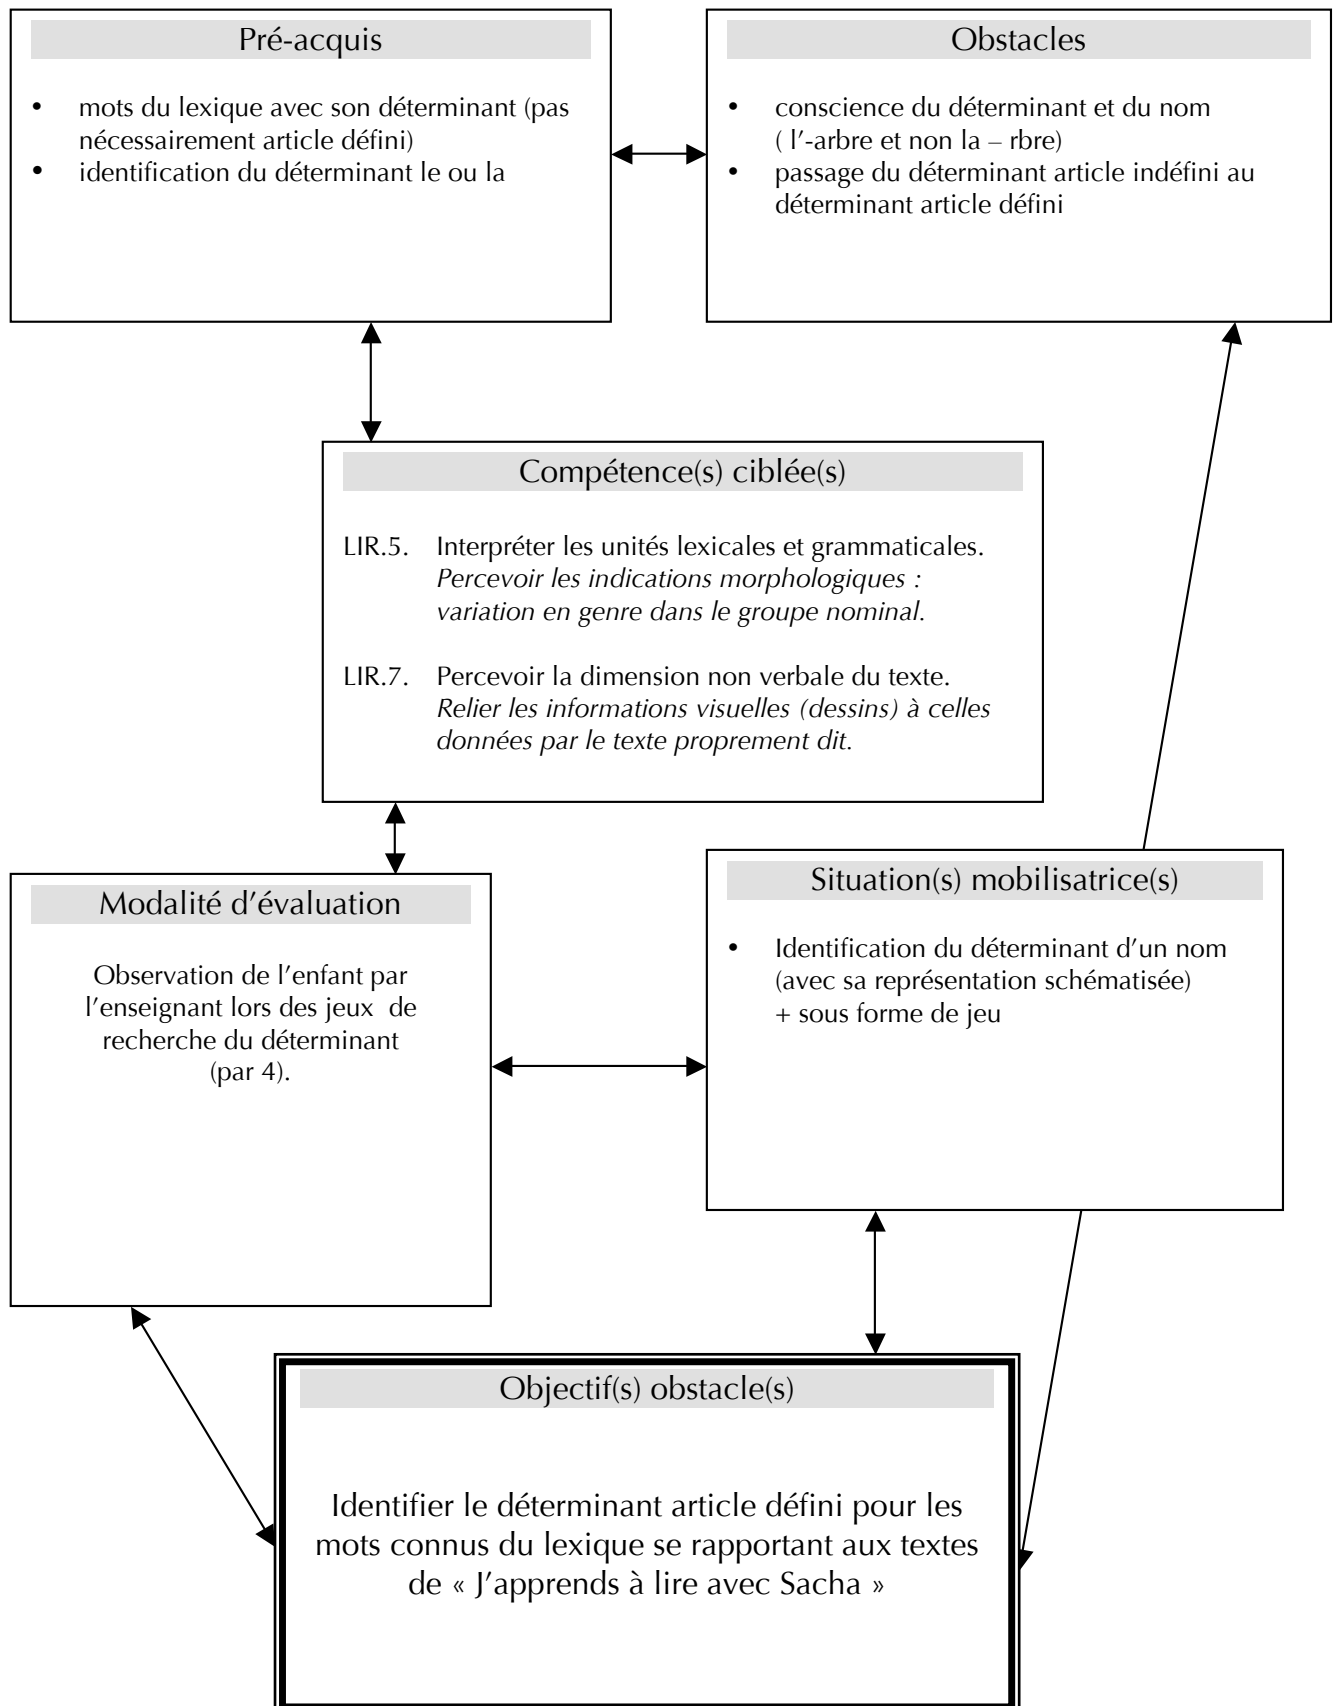 Pré-acquis
• mots du lexique avec son déterminant (pas
nécessairement article défini)
• identification du déterminant le ou la
Obstacles
• conscience du déterminant et du nom
( l'-arbre et non la – rbre)
• passage du déterminant article indéfini au
déterminant article défini
Compétence(s) ciblée(s)
LIR.5. Interpréter les unités lexicales et grammaticales.
Percevoir les indications morphologiques :
variation en genre dans le groupe nominal.
LIR.7. Percevoir la dimension non verbale du texte.
Relier les informations visuelles (dessins) à celles
données par le texte proprement dit.
Modalité d'évaluation
Observation de l'enfant par
l'enseignant lors des jeux de
recherche du déterminant
(par 4).
Situation(s) mobilisatrice(s)
• Identification du déterminant d'un nom
(avec sa représentation schématisée)
+ sous forme de jeu
Objectif(s) obstacle(s)
Identifier le déterminant article défini pour les
mots connus du lexique se rapportant aux textes
de « J'apprends à lire avec Sacha »